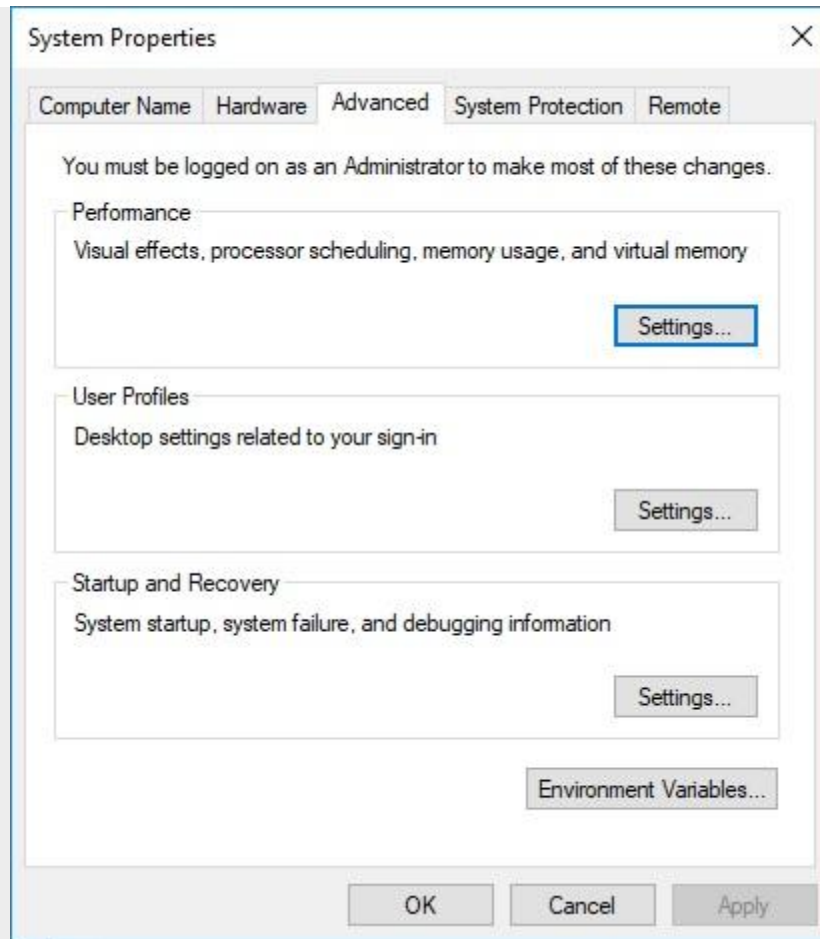 System Properties
Computer Name Hardware Advanced System Protection Remote
You must be logged on as an Administrator to make most of these changes.
Performance
Visual effects, processor scheduling, memory usage, and virtual memory
Settings...
User Profiles
Desktop settings related to your sign-in
Settings...
Startup and Recovery
System startup, system failure, and debugging information
Settings...
Environment Variables...
OK Cancel Apply